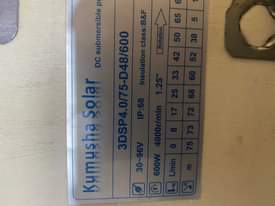 Kumusha Solar
DC submersible
3DSP4.0/75-D48/600
30-96V IP:68 Insulation class:B&F
600W 4000r/min 1.25" Rotation
L/min 0 8 17 25 33 42 50 65
m 75 73 72 68 60 52 38 5